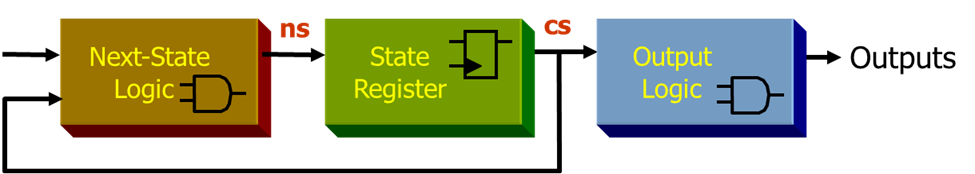 Next-State
Logic
ns
State
Register
cs
Output
Logic
Outputs